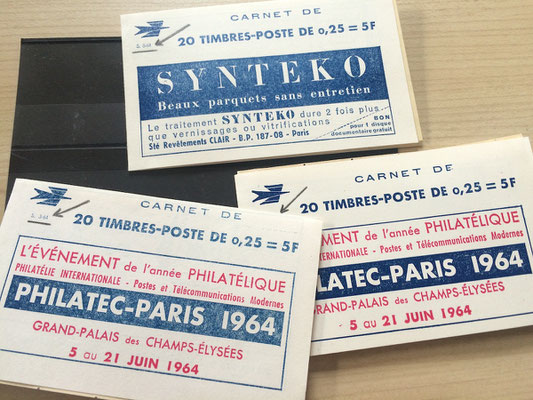 CARNET DE
20 TIMBRES-POSTE DE 0,25 = 5F
SYNTEKO
Beaux parquets sans entretien
Le traitement SYNTEKO dure 2 fois plus
que vernissages ou vitrifications
Sté Revêtements CLAIR - B.P. 187-08 - Paris
BON
pour 1 disque
documentaire gratuit
CARNET DE
20 TIMBRES-POSTE DE 0,25 = 5F
L'ÉVÉNEMENT de l'année PHILATÉLIQUE
PHILATÉLIE INTERNATIONALE - Postes et Télécommunications Modernes
PHILATEC-PARIS 1964
GRAND-PALAIS des CHAMPS-ÉLYSÉES
5 au 21 JUIN 1964
CARNET DE
20 TIMBRES-POSTE DE 0,25 = 5F
MENT de l'année PHILATÉLIQUE
INTERNATIONALE - Postes et Télécommunications Modernes
LATEC-PARIS 1964
RAND-PALAIS des CHAMPS-ÉLYSÉES
5 au 21 JUIN 1964